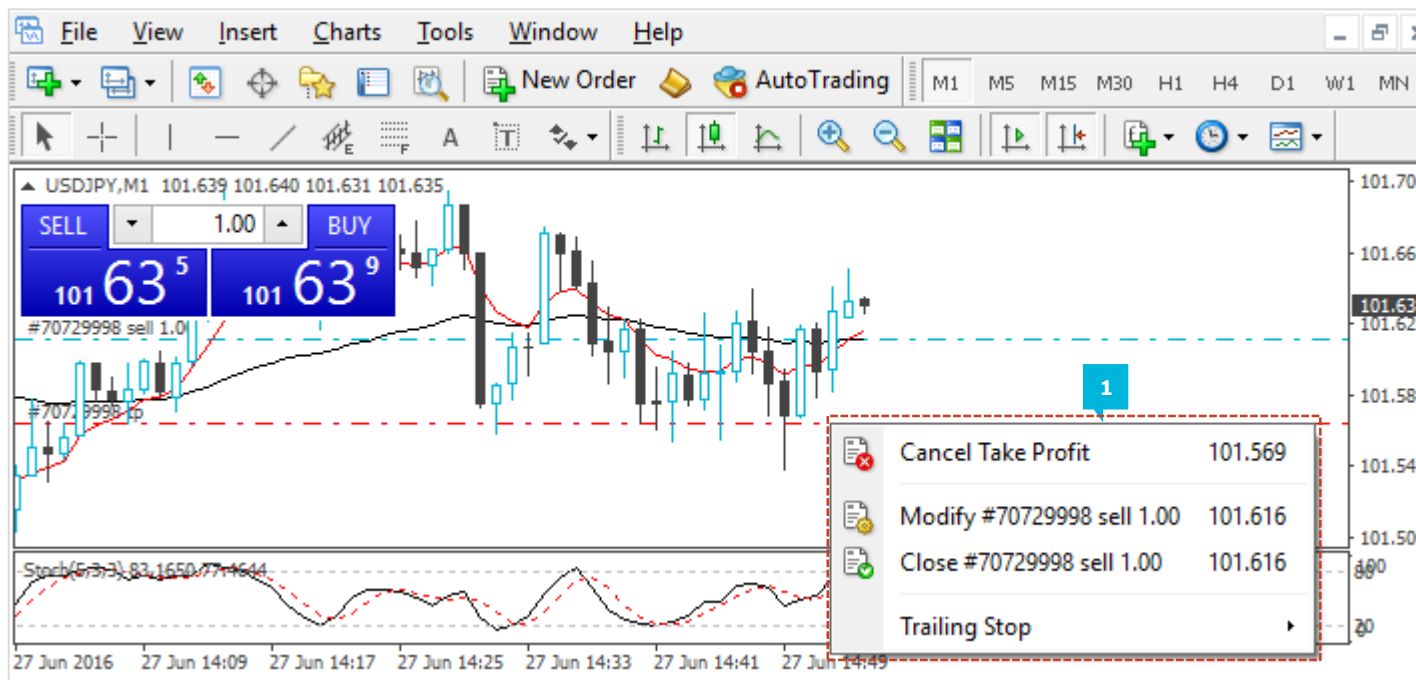 File View Insert Charts Tools Window Help
New Order AutoTrading M1 M5 M15 M30 H1 H4 D1 W1 MN
E F A T
USDJPY,M1 101.639 101.640 101.631 101.635
SELL 1.00 BUY
101 63 5 101 63 9
#70729998 sell 1.00
#70729998 tp
101.70
101.66
101.63
101.62
101.58
101.54
101.50
1
Cancel Take Profit 101.569
Modify #70729998 sell 1.00 101.616
Close #70729998 sell 1.00 101.616
Trailing Stop
Stoch(5,3,3) 83.1650 77.4644
100
80
20
0
27 Jun 2016 27 Jun 14:09 27 Jun 14:17 27 Jun 14:25 27 Jun 14:33 27 Jun 14:41 27 Jun 14:49